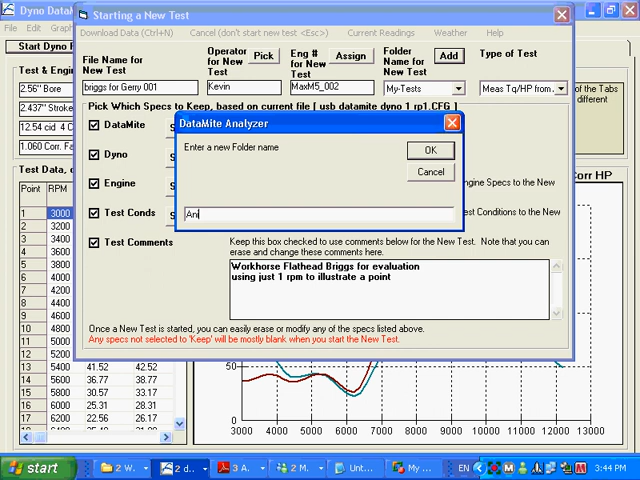 Dyno DataM
File Edit Graph
Start Dyno R
Test & Engine
2.56" Bore
2.437" Stroke
12.54 cid 4 C
1.060 Corr. Fa
Test Data,
Point RPM
1 3000
2 3200
3 3400
4 3600
5 3800
6 4000
7 4200
8 4400
9 4600
10 4800
11 5000
12 5200
13 5400 41.52 42.52
14 5600 36.77 38.77
15 5800 30.57 33.17
16 6000 25.31 28.31
17 6200 22.56 26.17
of the Tabs
different
Corr HP
50
0
3000 4000 5000 6000 7000 8000 9000 10000 11000 12000 13000
Starting a New Test
Download Data (Ctrl+N) Cancel (don't start new test <Esc>) Current Readings Weather Help
File Name for New Test
briggs for Gerry 001
Operator for New Test
Pick
Kevin
Eng # for New Test
Assign
MaxM5_002
Folder Name for New Test
Add
My-Tests
Type of Test
Meas Tq/HP from
Pick Which Specs to Keep, based on current file [ usb datamite dyno 1 rp1.CFG ]
DataMite
Dyno
Engine
Test Conds
Test Comments
ngine Specs to the New
st Conditions to the New
Keep this box checked to use comments below for the New Test. Note that you can
erase and change these comments here.
Workhorse Flathead Briggs for evaluation
using just 1 rpm to illustrate a point
Once a New Test is started, you can easily erase or modify any of the specs listed above.
Any specs not selected to 'Keep' will be mostly blank when you start the New Test.
DataMite Analyzer
Enter a new Folder name
OK
Cancel
Ani
start
2 W.
2 d
3 A.
2 M.
Unt...
My
EN
3:44 PM